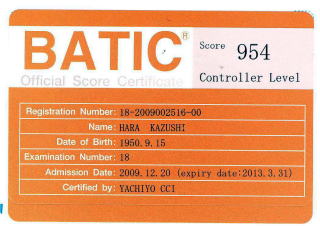 BATIC®
Score 954
Official Score Certificate
Controller Level
Registration Number: 18-2009002516-00
Name: HARA KAZUSHI
Date of Birth: 1950.9.15
Examination Number: 18
Admission Date: 2009.12.20 (expiry date:2013.3.31)
Certified by: YACHIYO CCI